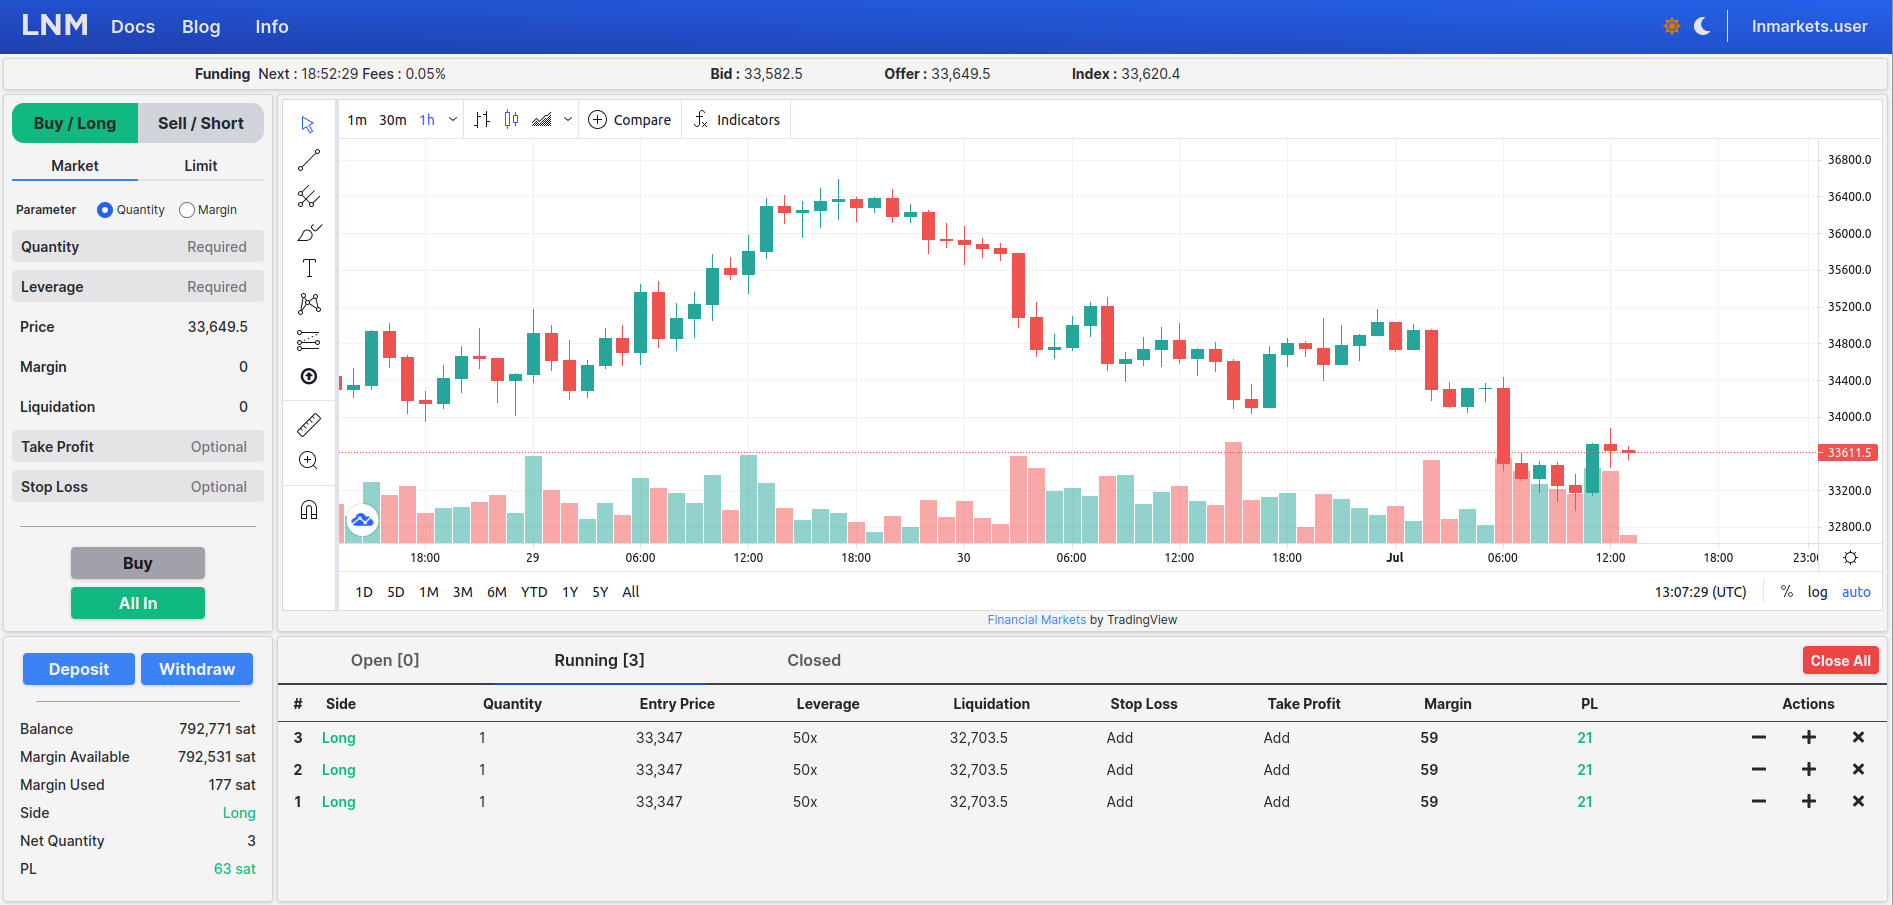 LNM Docs Blog Info lnmarkets.user
Funding Next : 18:52:29 Fees : 0.05% Bid : 33,582.5 Offer : 33,649.5 Index : 33,620.4
Buy / Long Sell / Short
Market Limit
Parameter Quantity Margin
Quantity Required
Leverage Required
Price 33,649.5
Margin 0
Liquidation 0
Take Profit Optional
Stop Loss Optional
Buy
All In
1m 30m 1h Compare Indicators
T
36800.0
36400.0
36000.0
35600.0
35200.0
34800.0
34400.0
34000.0
33611.5
33200.0
32800.0
18:00 29 06:00 12:00 18:00 30 06:00 12:00 18:00 Jul 06:00 12:00 18:00 23:00
1D 5D 1M 3M 6M YTD 1Y 5Y All 13:07:29 (UTC) % log auto
Financial Markets by TradingView
Deposit Withdraw
Balance 792,771 sat
Margin Available 792,531 sat
Margin Used 177 sat
Side Long
Net Quantity 3
PL 63 sat
Open [0] Running [3] Closed Close All
# Side Quantity Entry Price Leverage Liquidation Stop Loss Take Profit Margin PL Actions
3 Long 1 33,347 50x 32,703.5 Add Add 59 21
2 Long 1 33,347 50x 32,703.5 Add Add 59 21
1 Long 1 33,347 50x 32,703.5 Add Add 59 21